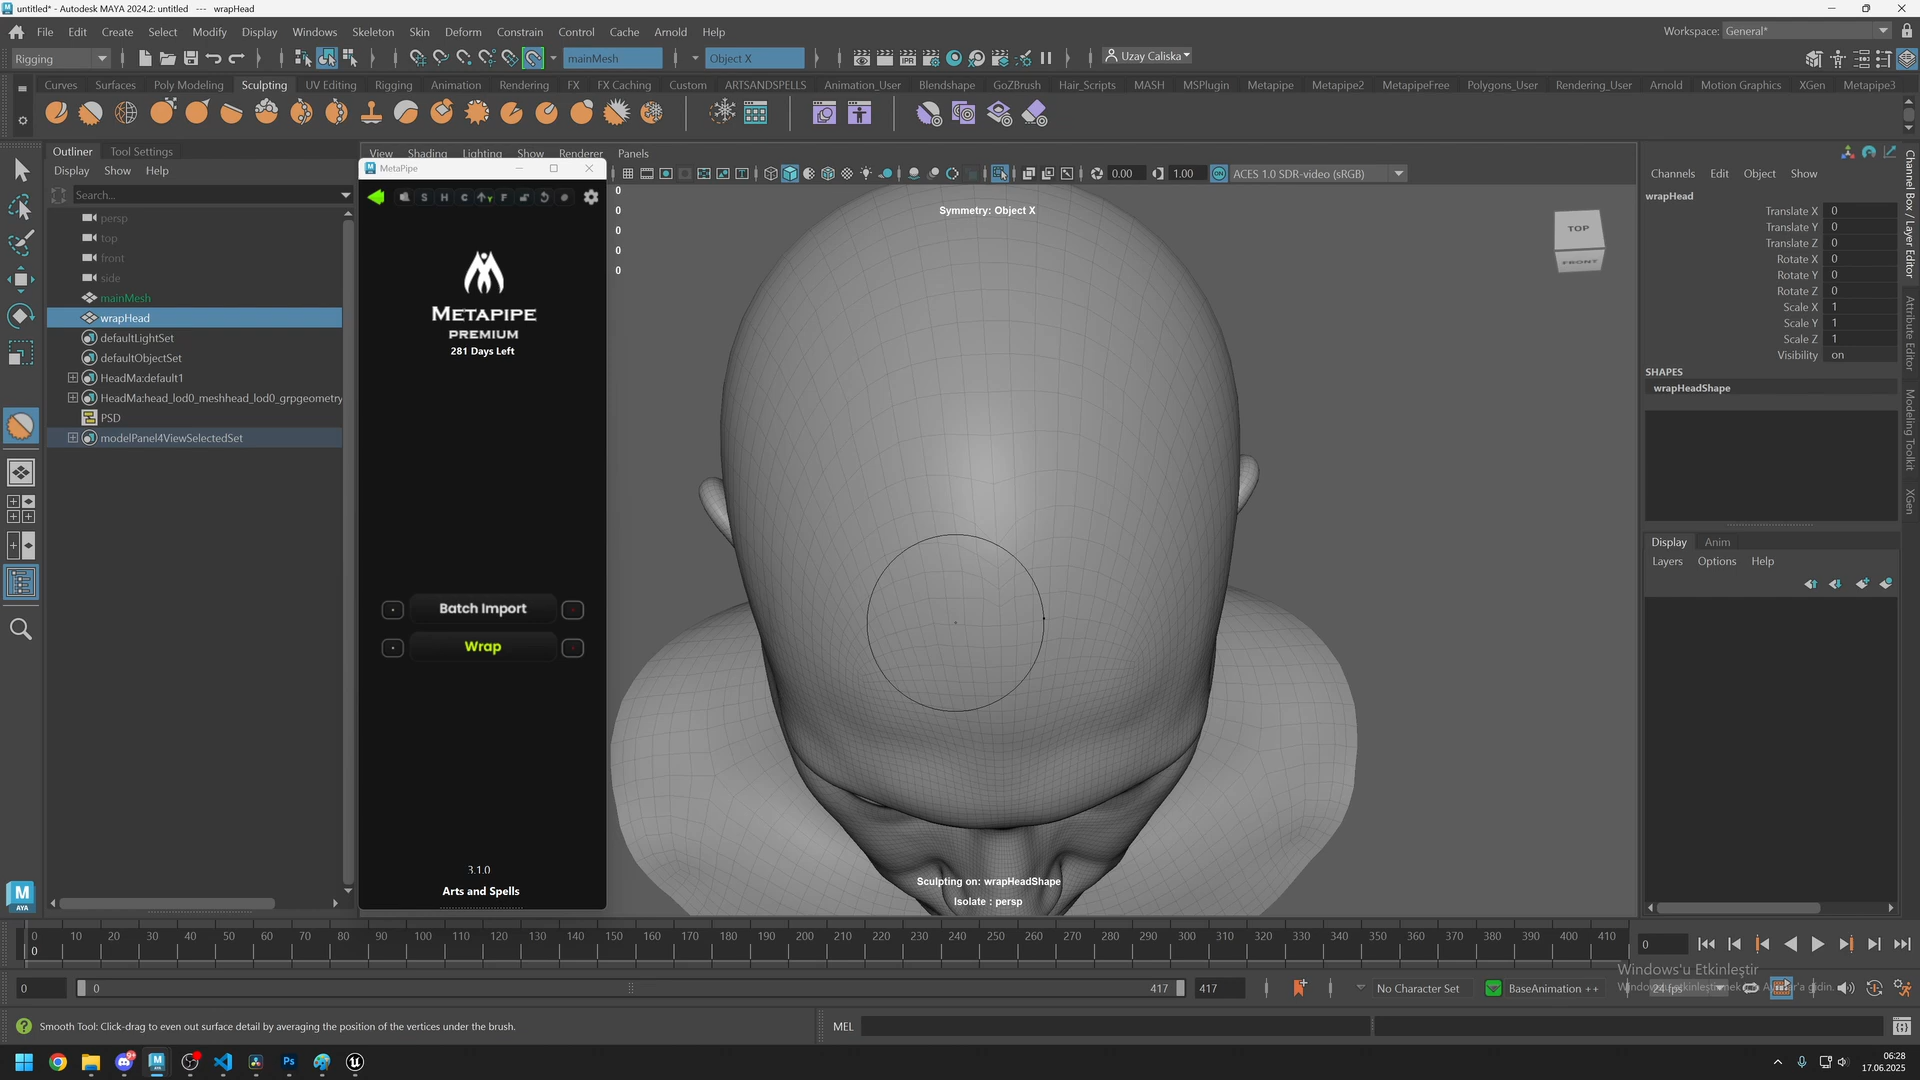 untitled* - Autodesk MAYA 2024.2: untitled   ---   wrapHead
File Edit Create Select Modify Display Windows Skeleton Skin Deform Constrain Control Cache Arnold Help
Workspace: General*
Rigging
mainMesh
Object X
Uzay Caliska
Curves Surfaces Poly Modeling Sculpting UV Editing Rigging Animation Rendering FX FX Caching Custom ARTSANDSPELLS Animation_User Blendshape GoZBrush Hair_Scripts MASH MSPlugin Metapipe Metapipe2 MetapipeFree Polygons_User Rendering_User Arnold Motion Graphics XGen Metapipe3
Outliner Tool Settings
Display Show Help
Search...
persp
top
front
side
mainMesh
wrapHead
defaultLightSet
defaultObjectSet
HeadMa:default1
HeadMa:head_lod0_meshhead_lod0_grpgeometry
PSD
modelPanel4ViewSelectedSet
View Shading Lighting Show Renderer Panels
0.00
1.00
ACES 1.0 SDR-video (sRGB)
MetaPipe
S H C Y F
METAPIPE
PREMIUM
281 Days Left
Batch Import
Wrap
3.1.0
Arts and Spells
0
0
0
0
0
Symmetry: Object X
TOP
FRONT
Sculpting on: wrapHeadShape
Isolate : persp
Channels Edit Object Show
wrapHead
Translate X 0
Translate Y 0
Translate Z 0
Rotate X 0
Rotate Y 0
Rotate Z 0
Scale X 1
Scale Y 1
Scale Z 1
Visibility on
SHAPES
wrapHeadShape
Display Anim
Layers Options Help
Channel Box / Layer Editor
Attribute Editor
Modeling Toolkit
XGen
0 10 20 30 40 50 60 70 80 90 100 110 120 130 140 150 160 170 180 190 200 210 220 230 240 250 260 270 280 290 300 310 320 330 340 350 360 370 380 390 400 410
0
0
0
0
417
417
No Character Set
BaseAnimation
24 fps
Windows'u Etkinleştir
Smooth Tool: Click-drag to even out surface detail by averaging the position of the vertices under the brush.
MEL
M
AYA
06:28
17.06.2025